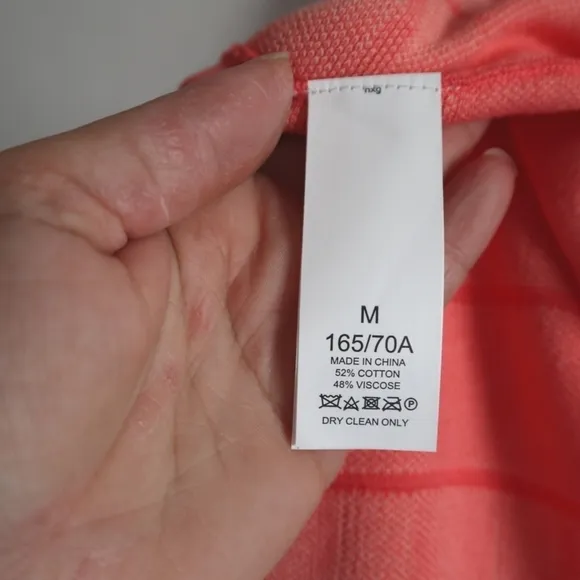 M
165/70A
MADE IN CHINA
52% COTTON
48% VISCOSE
P
DRY CLEAN ONLY